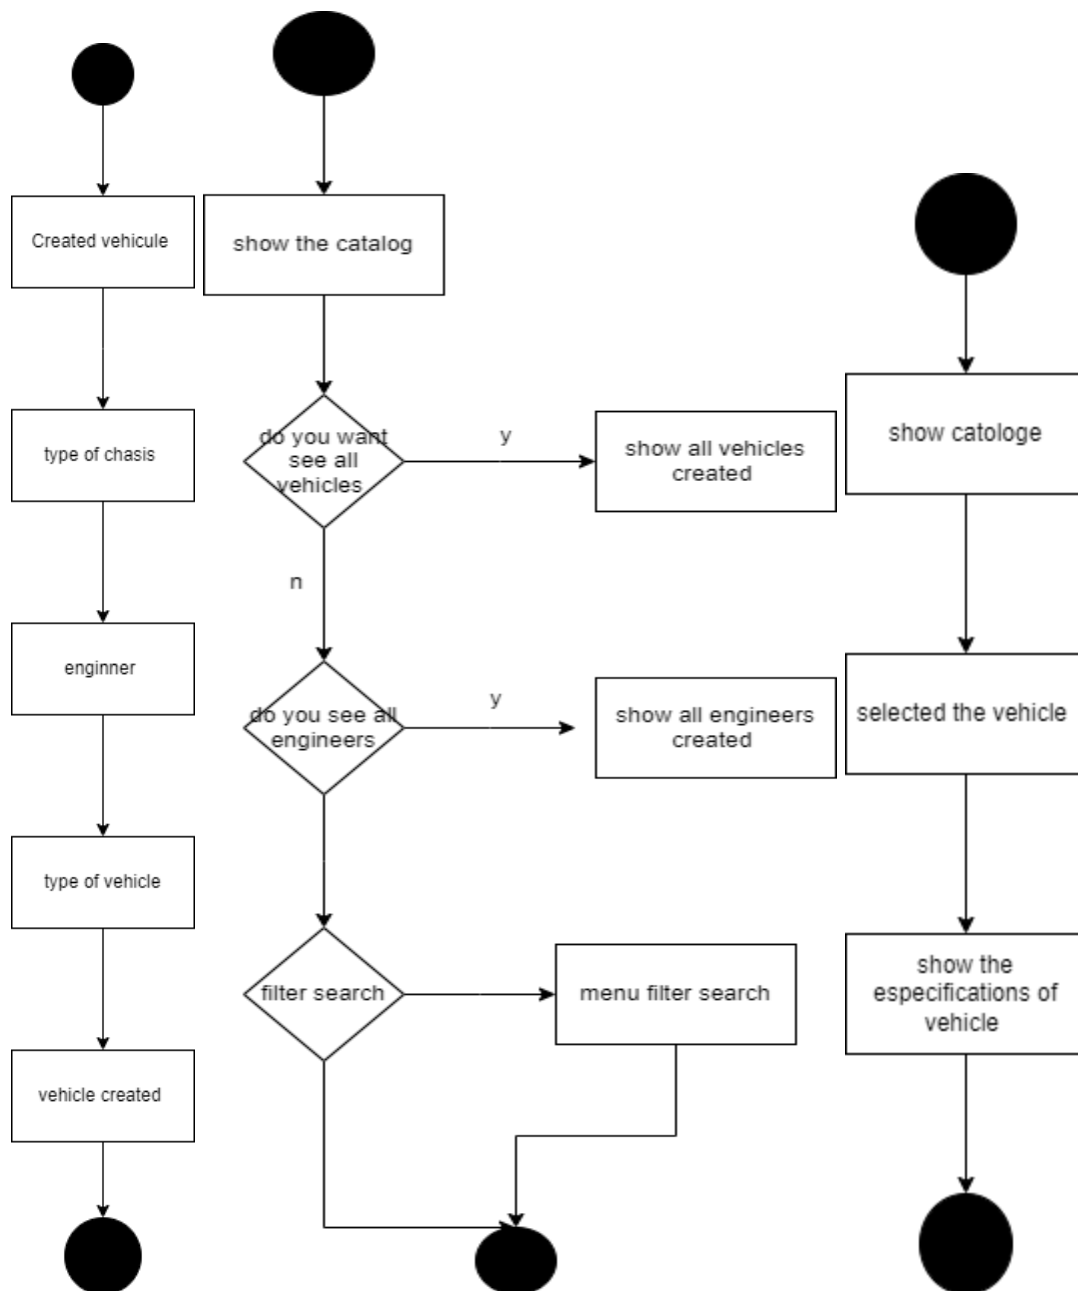 Created vehicule
type of chasis
enginner
type of vehicle
vehicle created
show the catalog
do you want
see all
vehicles
y
show all vehicles
created
n
do you see all
engineers
y
show all engineers
created
filter search
menu filter search
show catologe
selected the vehicle
show the
especifications of
vehicle